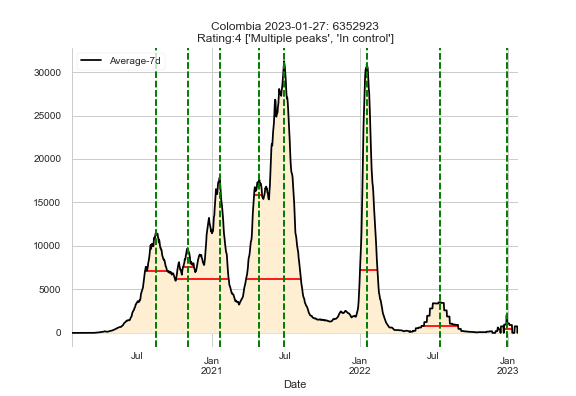 Colombia 2023-01-27: 6352923
Rating:4 ['Multiple peaks', 'In control']
Average-7d
30000
25000
20000
15000
10000
5000
0
Jul
Jan
2021
Jul
Jan
2022
Jul
Jan
2023
Date